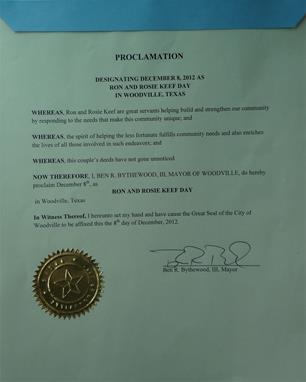 PROCLAMATION
DESIGNATING DECEMBER 8, 2012 AS
RON AND ROSIE KEEF DAY
IN WOODVILLE, TEXAS
WHEREAS, Ron and Rosie Keef are great servants helping build and strengthen our community
by responding to the needs that make this community unique; and
WHEREAS, the spirit of helping the less fortunate fulfills community needs and also enriches
the lives of all those involved in such endeavors; and
WHEREAS, this couple's deeds have not gone unnoticed
NOW THEREFORE, I, BEN R. BYTHEWOOD, III, MAYOR OF WOODVILLE, do hereby
proclaim December 8th, as
RON AND ROSIE KEEF DAY
in Woodville, Texas
In Witness Thereof, I hereunto set my hand and have cause the Great Seal of the City of
Woodville to be affixed this the 8th day of December, 2012.
Ben R. Bythewood, III, Mayor